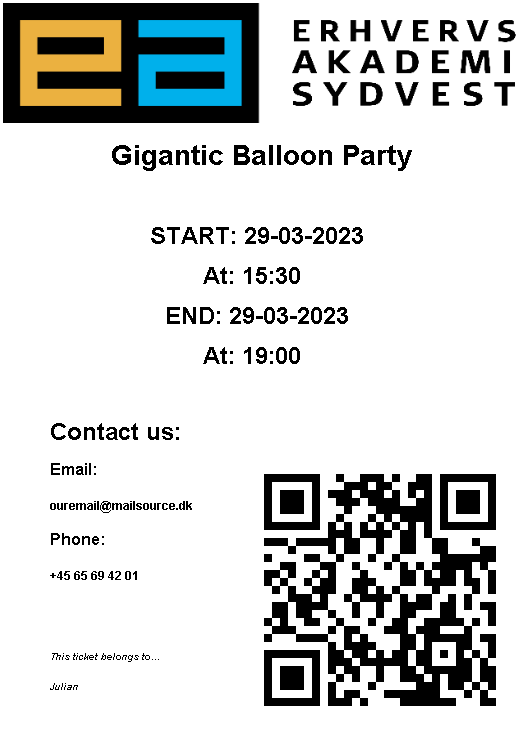 ea
ERHVERVS
AKADEMI
SYDVEST
Gigantic Balloon Party
START: 29-03-2023
At: 15:30
END: 29-03-2023
At: 19:00
Contact us:
Email:
ouremail@mailsource.dk
Phone:
+45 65 69 42 01
This ticket belongs to...
Julian